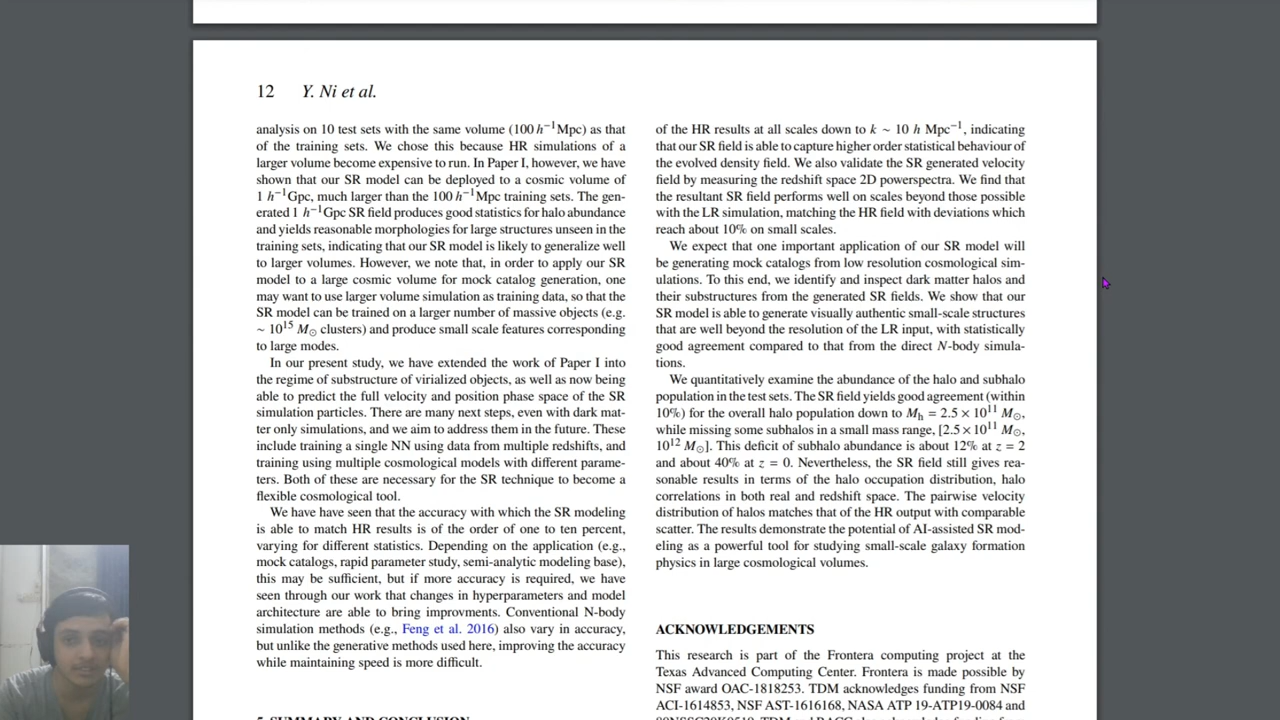 12 Y. Ni et al.
analysis on 10 test sets with the same volume (100 h⁻¹Mpc) as that
of the training sets. We chose this because HR simulations of a
larger volume become expensive to run. In Paper I, however, we have
shown that our SR model can be deployed to a cosmic volume of
1 h⁻¹Gpc, much larger than the 100 h⁻¹Mpc training sets. The gen-
erated 1 h⁻¹Gpc SR field produces good statistics for halo abundance
and yields reasonable morphologies for large structures unseen in the
training sets, indicating that our SR model is likely to generalize well
to larger volumes. However, we note that, in order to apply our SR
model to a large cosmic volume for mock catalog generation, one
may want to use larger volume simulation as training data, so that the
SR model can be trained on a larger number of massive objects (e.g.
~ 10¹⁵ M⊙ clusters) and produce small scale features corresponding
to large modes.
In our present study, we have extended the work of Paper I into
the regime of substructure of virialized objects, as well as now being
able to predict the full velocity and position phase space of the SR
simulation particles. There are many next steps, even with dark mat-
ter only simulations, and we aim to address them in the future. These
include training a single NN using data from multiple redshifts, and
training using multiple cosmological models with different parame-
ters. Both of these are necessary for the SR technique to become a
flexible cosmological tool.
We have have seen that the accuracy with which the SR modeling
is able to match HR results is of the order of one to ten percent,
varying for different statistics. Depending on the application (e.g.,
mock catalogs, rapid parameter study, semi-analytic modeling base),
this may be sufficient, but if more accuracy is required, we have
seen through our work that changes in hyperparameters and model
architecture are able to bring improvments. Conventional N-body
simulation methods (e.g., Feng et al. 2016) also vary in accuracy,
but unlike the generative methods used here, improving the accuracy
while maintaining speed is more difficult.
5 SUMMARY AND CONCLUSION
of the HR results at all scales down to k ~ 10 h Mpc⁻¹, indicating
that our SR field is able to capture higher order statistical behaviour of
the evolved density field. We also validate the SR generated velocity
field by measuring the redshift space 2D powerspectra. We find that
the resultant SR field performs well on scales beyond those possible
with the LR simulation, matching the HR field with deviations which
reach about 10% on small scales.
We expect that one important application of our SR model will
be generating mock catalogs from low resolution cosmological sim-
ulations. To this end, we identify and inspect dark matter halos and
their substructures from the generated SR fields. We show that our
SR model is able to generate visually authentic small-scale structures
that are well beyond the resolution of the LR input, with statistically
good agreement compared to that from the direct N-body simula-
tions.
We quantitatively examine the abundance of the halo and subhalo
population in the test sets. The SR field yields good agreement (within
10%) for the overall halo population down to Mₕ = 2.5 × 10¹¹ M⊙,
while missing some subhalos in a small mass range, [2.5 × 10¹¹ M⊙,
10¹² M⊙]. This deficit of subhalo abundance is about 12% at z = 2
and about 40% at z = 0. Nevertheless, the SR field still gives rea-
sonable results in terms of the halo occupation distribution, halo
correlations in both real and redshift space. The pairwise velocity
distribution of halos matches that of the HR output with comparable
scatter. The results demonstrate the potential of AI-assisted SR mod-
eling as a powerful tool for studying small-scale galaxy formation
physics in large cosmological volumes.
ACKNOWLEDGEMENTS
This research is part of the Frontera computing project at the
Texas Advanced Computing Center. Frontera is made possible by
NSF award OAC-1818253. TDM acknowledges funding from NSF
ACI-1614853, NSF AST-1616168, NASA ATP 19-ATP19-0084 and